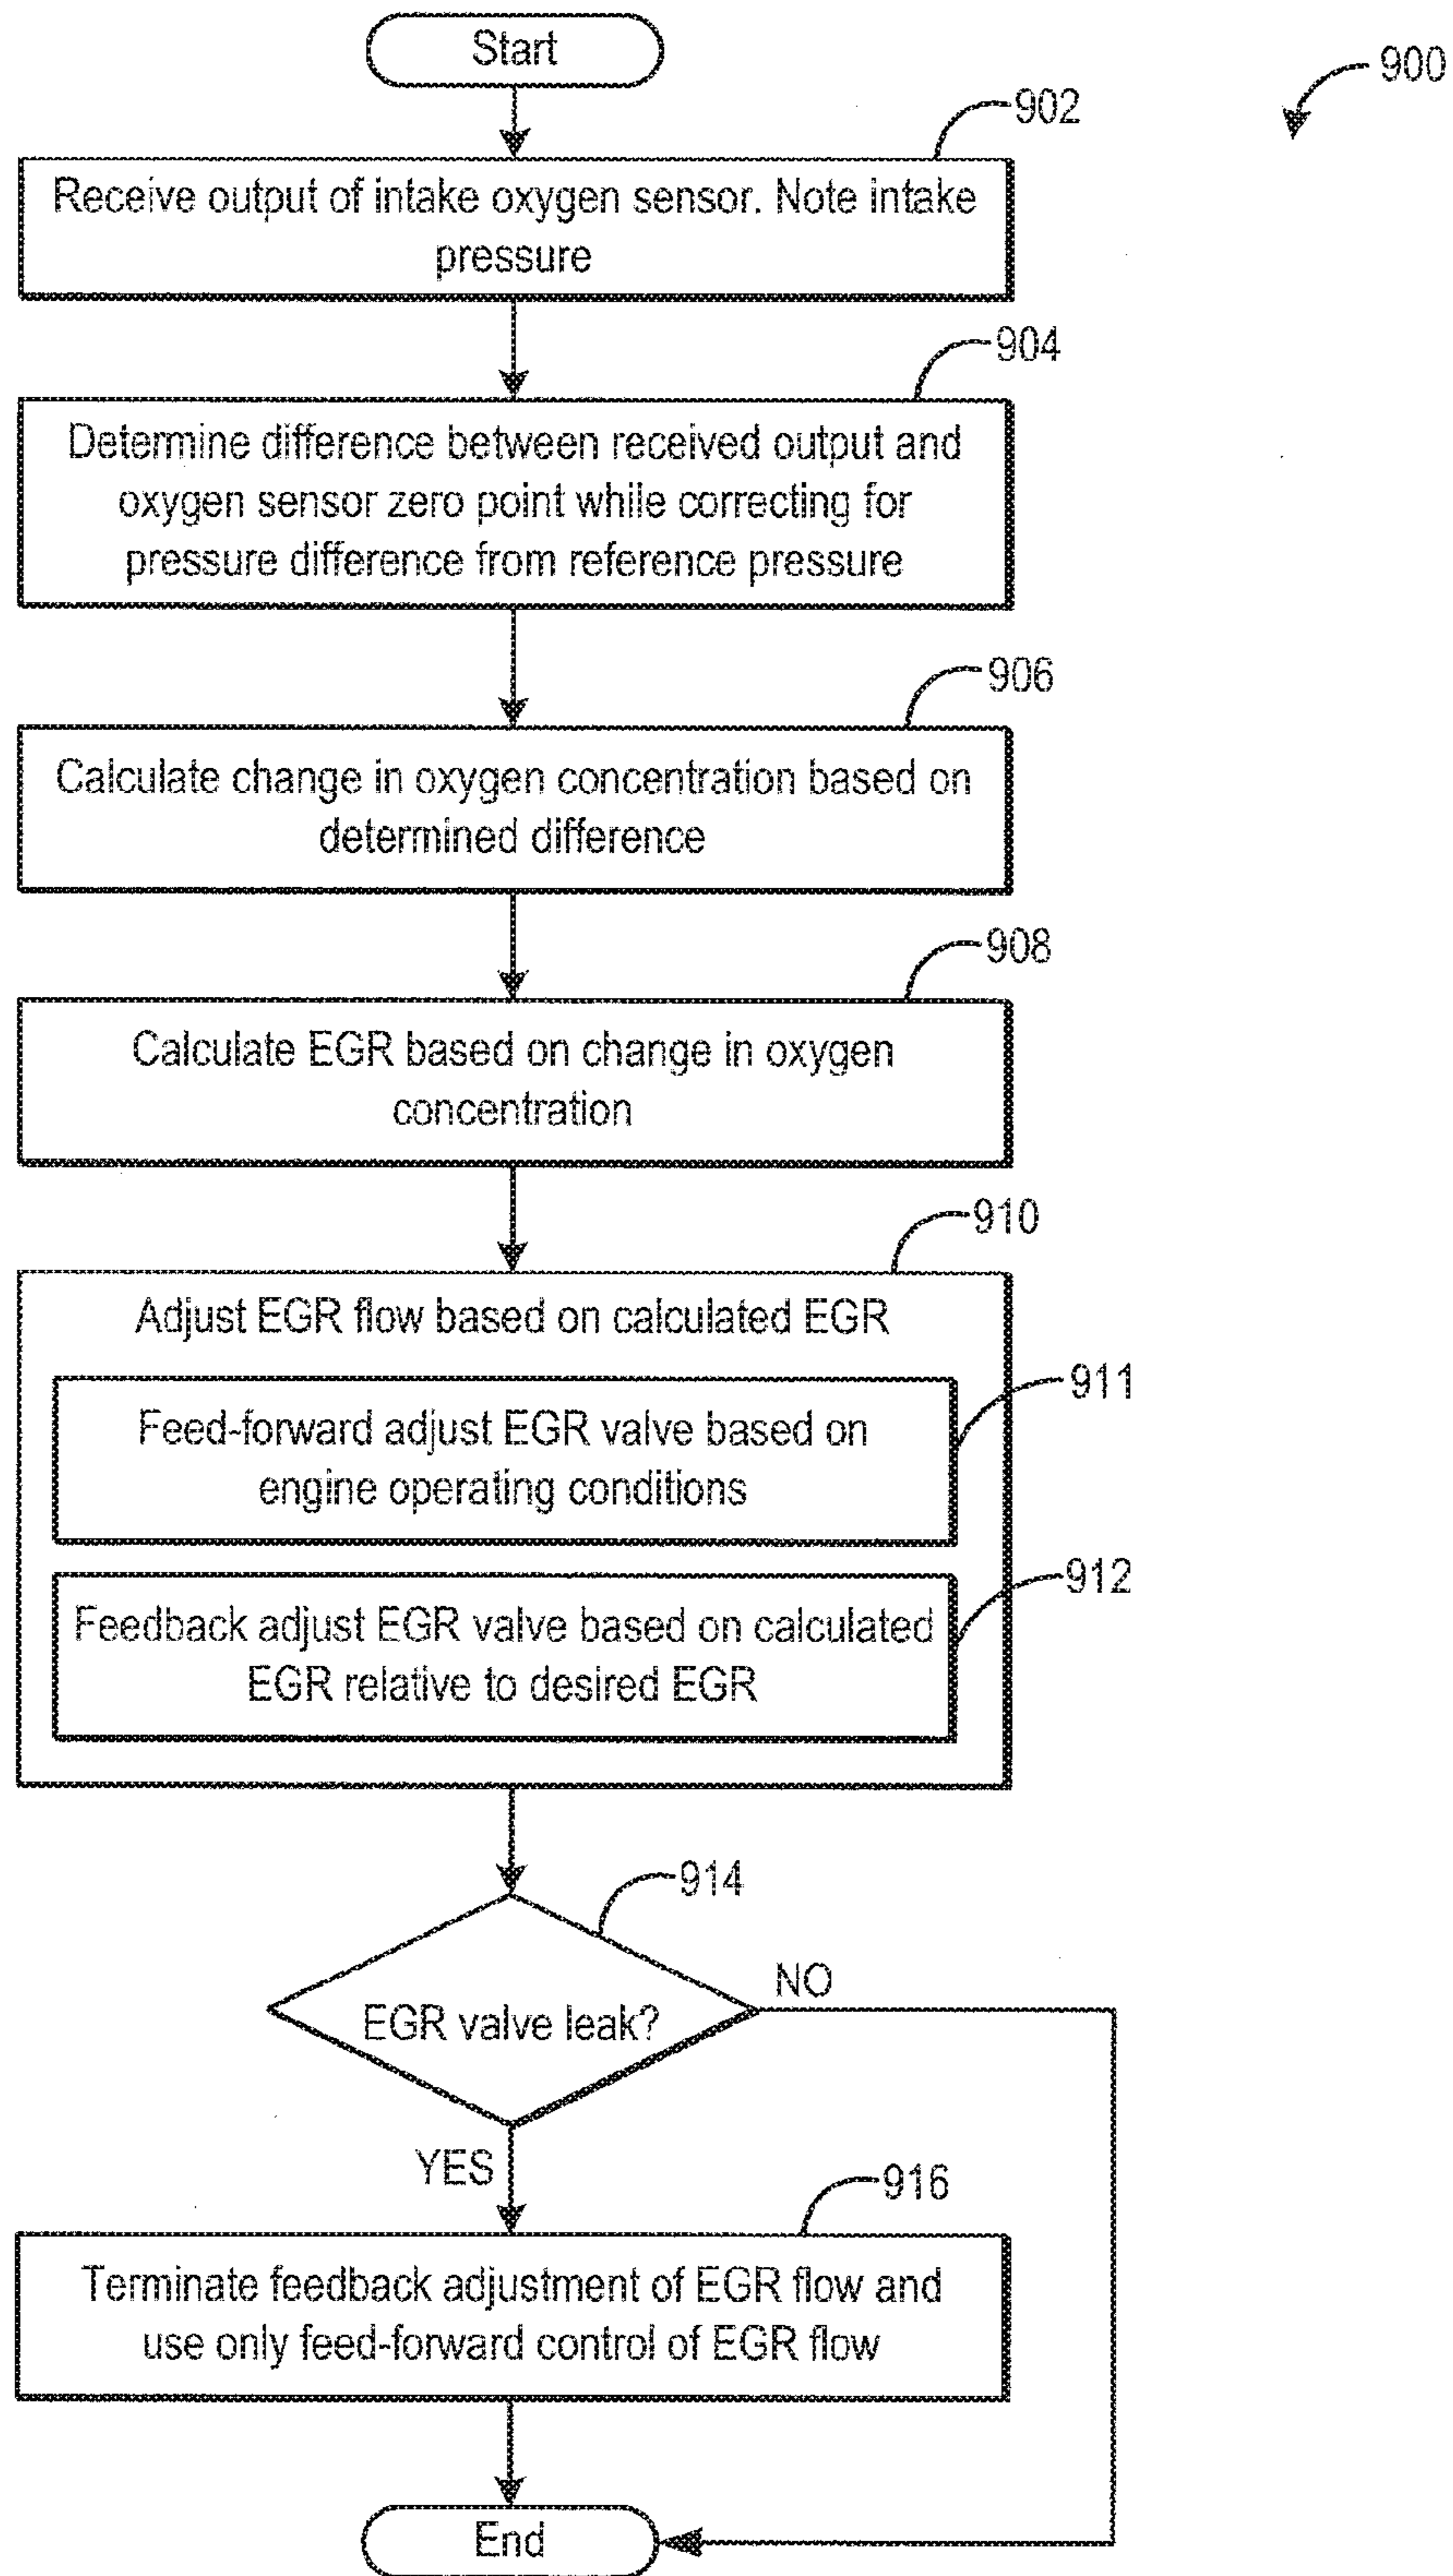 Start
900
902
Receive output of intake oxygen sensor. Note intake
pressure
904
Determine difference between received output and
oxygen sensor zero point while correcting for
pressure difference from reference pressure
906
Calculate change in oxygen concentration based on
determined difference
908
Calculate EGR based on change in oxygen
concentration
910
Adjust EGR flow based on calculated EGR
911
Feed-forward adjust EGR valve based on
engine operating conditions
912
Feedback adjust EGR valve based on calculated
EGR relative to desired EGR
914
EGR valve leak?
NO
YES
916
Terminate feedback adjustment of EGR flow and
use only feed-forward control of EGR flow
End